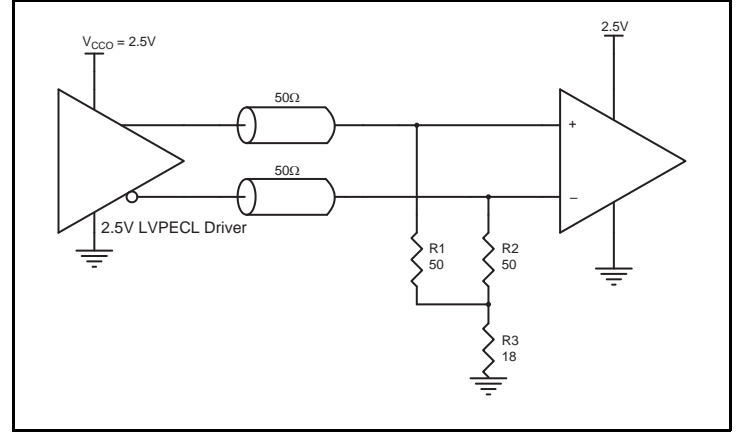 V_CCO = 2.5V
2.5V
50Ω
+
50Ω
–
2.5V LVPECL Driver
R1
50
R2
50
R3
18